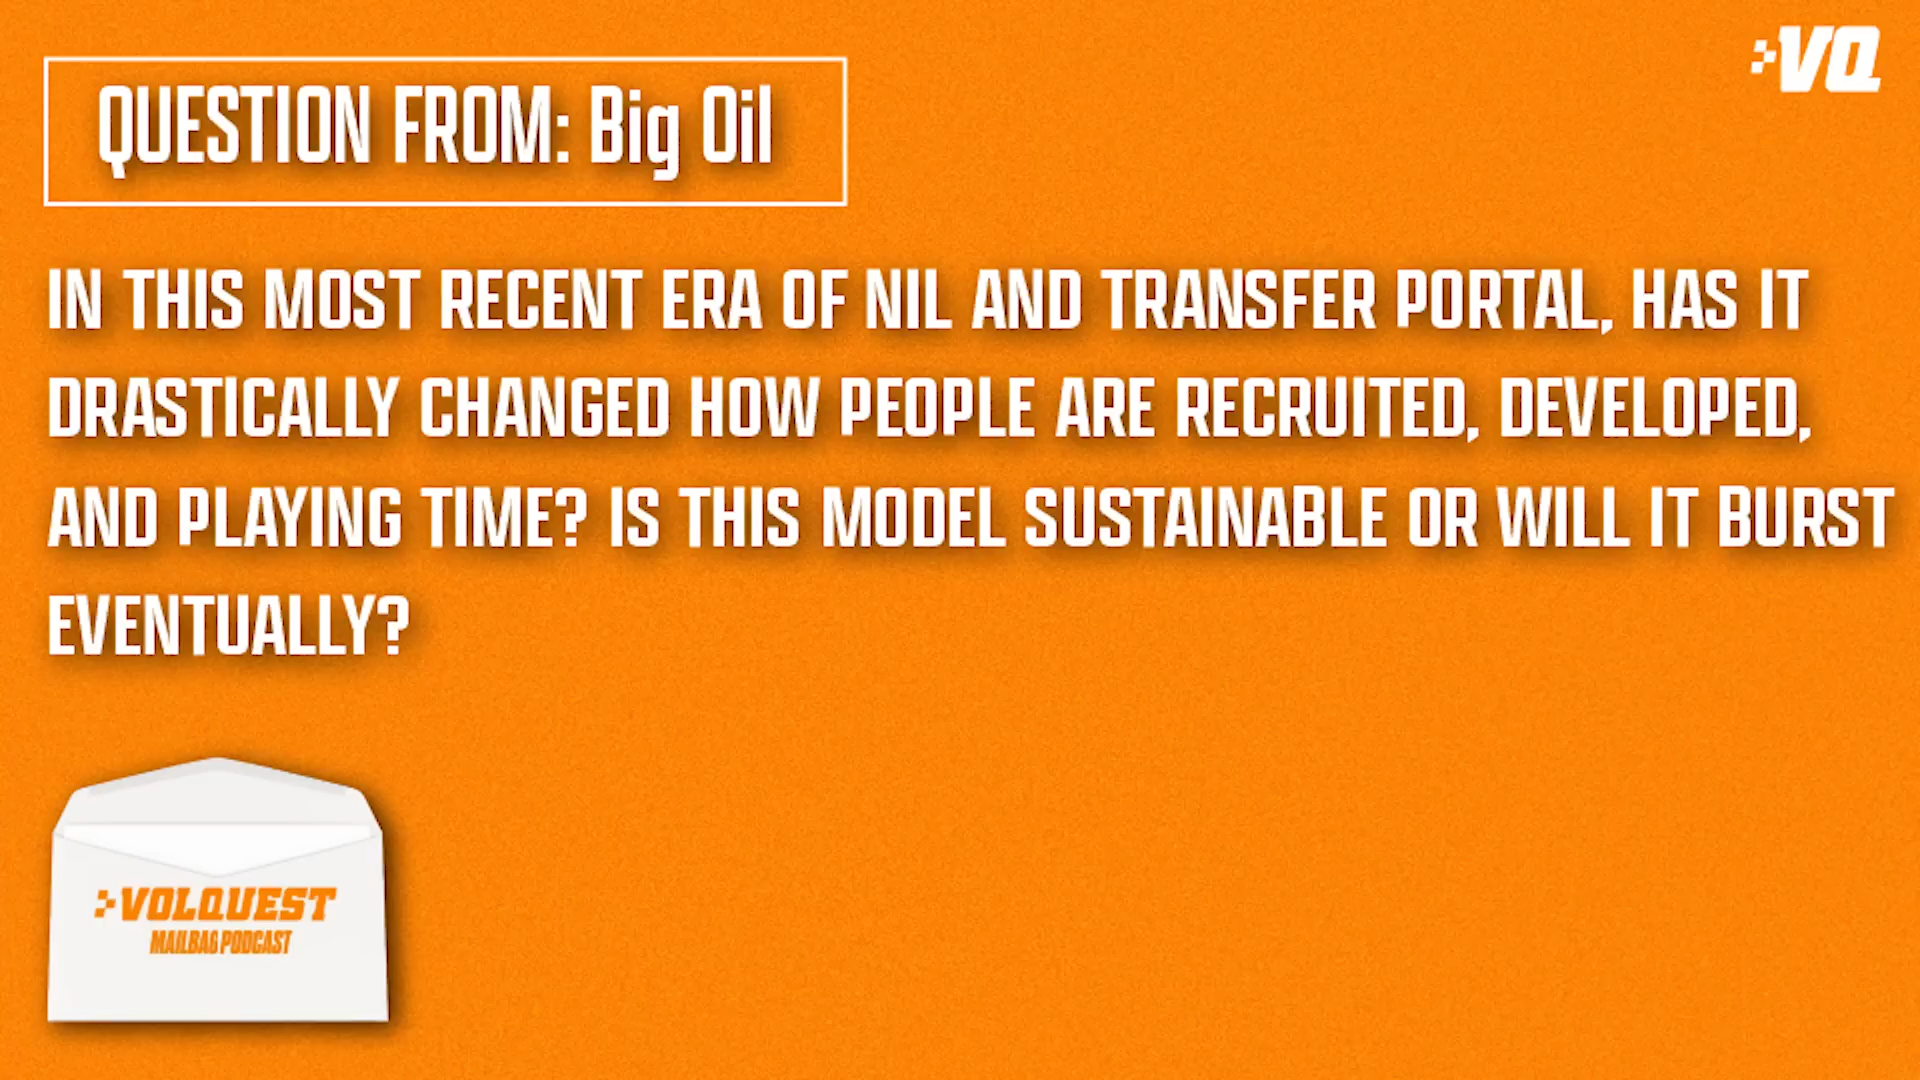 VQ
QUESTION FROM: Big Oil
IN THIS MOST RECENT ERA OF NIL AND TRANSFER PORTAL, HAS IT
DRASTICALLY CHANGED HOW PEOPLE ARE RECRUITED, DEVELOPED,
AND PLAYING TIME? IS THIS MODEL SUSTAINABLE OR WILL IT BURST
EVENTUALLY?
VOLQUEST
MAILBAG PODCAST